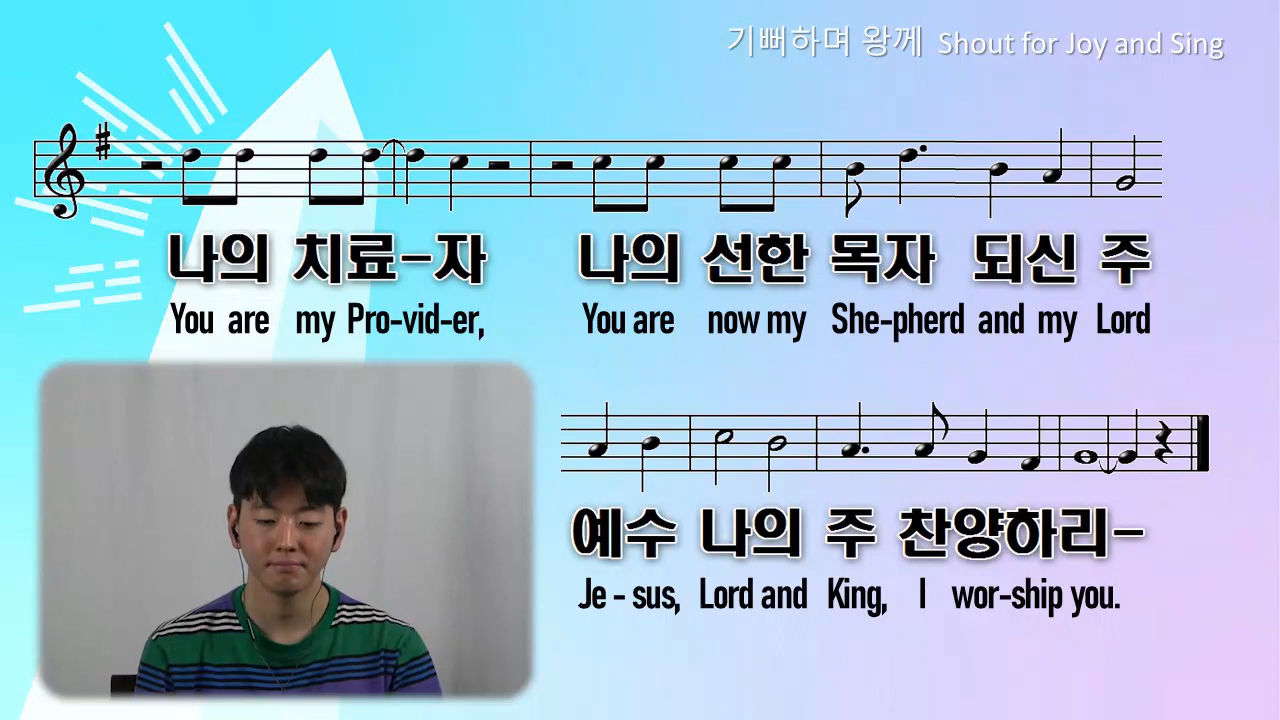 기뻐하며 왕께 Shout for Joy and Sing
나의 치료-자 나의 선한 목자 되신 주
You are my Pro-vid-er, You are now my She-pherd and my Lord
예수 나의 주 찬양하리-
Je - sus, Lord and King, I wor-ship you.